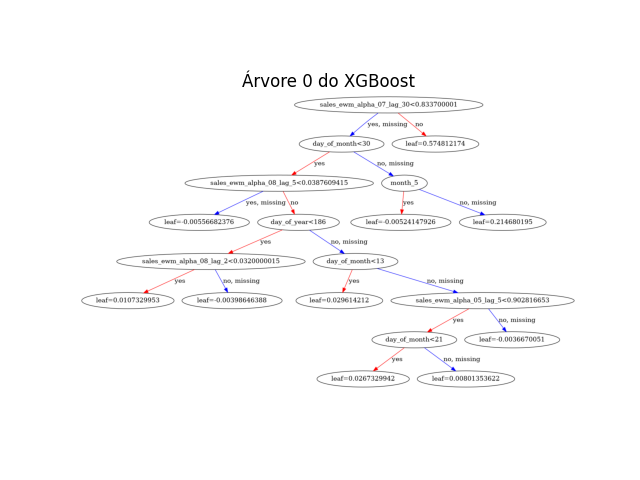 Árvore 0 do XGBoost
sales_ewm_alpha_07_lag_30<0.833700001
yes, missing
no
day_of_month<30
leaf=0.574812174
yes
no, missing
sales_ewm_alpha_08_lag_5<0.0387609415
month_5
yes, missing
no
yes
no, missing
leaf=-0.00556682376
day_of_year<186
leaf=-0.00524147926
leaf=0.214680195
yes
no, missing
sales_ewm_alpha_08_lag_2<0.0320000015
day_of_month<13
yes
no, missing
yes
no, missing
leaf=0.0107329953
leaf=-0.00398646388
leaf=0.029614212
sales_ewm_alpha_05_lag_5<0.902816653
yes
no, missing
day_of_month<21
leaf=-0.0036670051
yes
no, missing
leaf=0.0267329942
leaf=0.00801353622